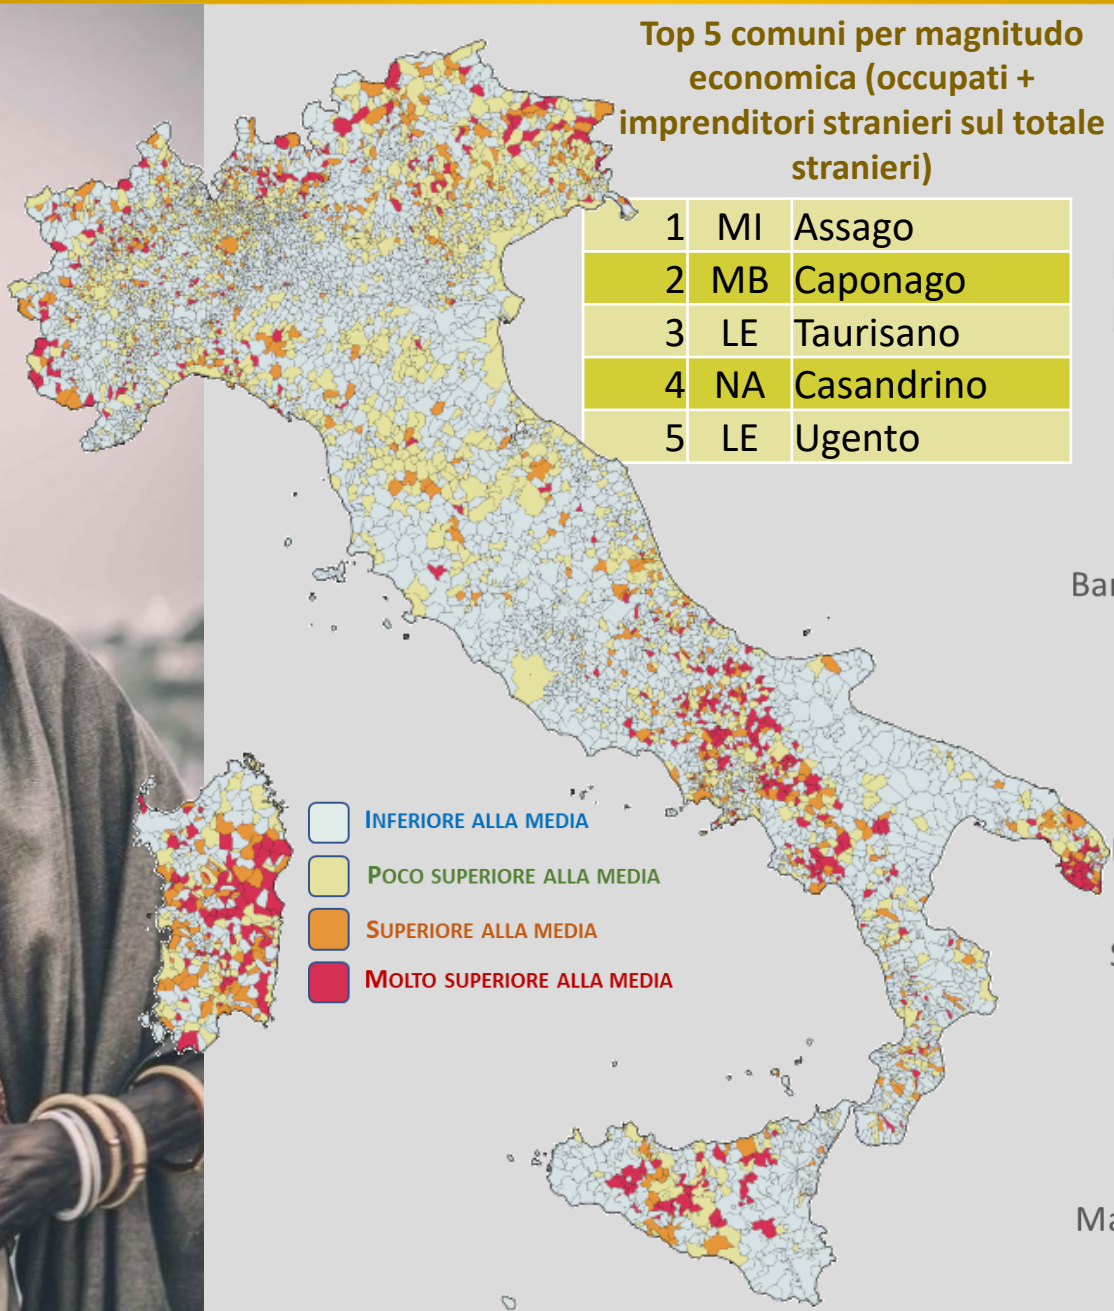 Top 5 comuni per magnitudo
economica (occupati +
imprenditori stranieri sul totale
stranieri)
1 MI Assago
2 MB Caponago
3 LE Taurisano
4 NA Casandrino
5 LE Ugento
Bar
INFERIORE ALLA MEDIA
POCO SUPERIORE ALLA MEDIA
SUPERIORE ALLA MEDIA
MOLTO SUPERIORE ALLA MEDIA
Ma